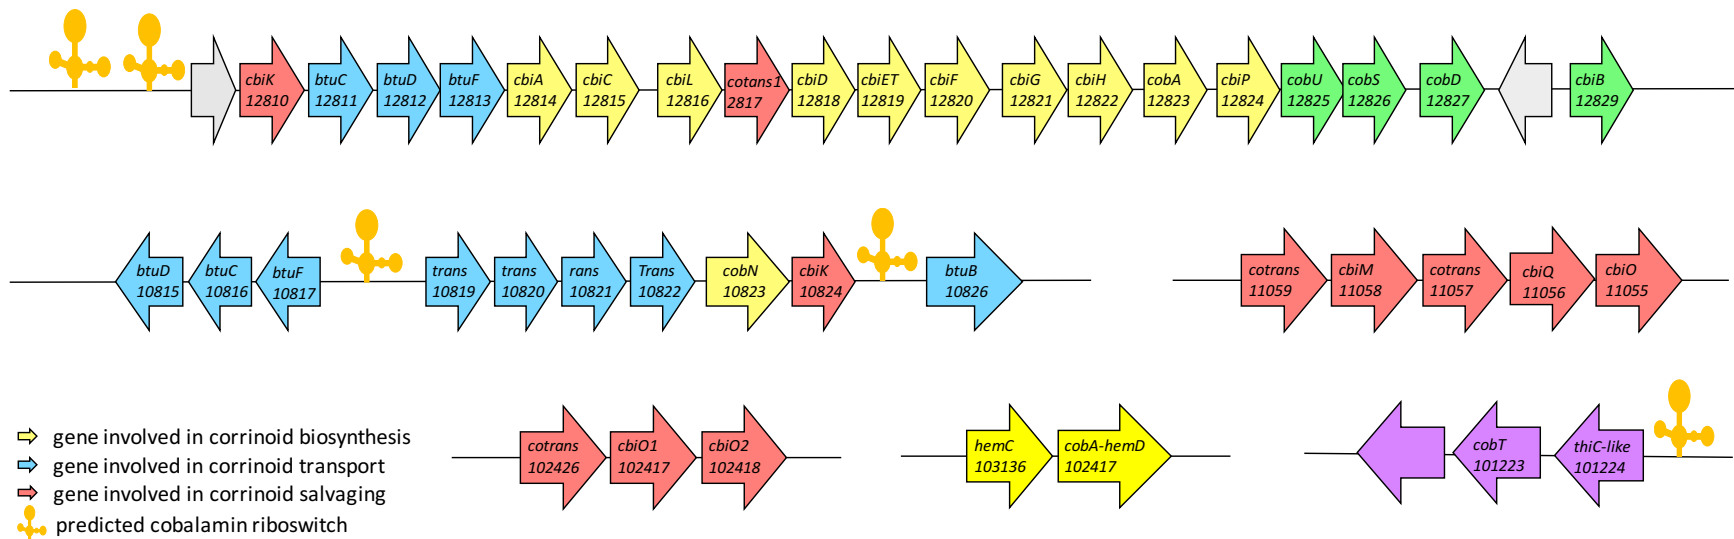 cbiK btuC btuD btuF cbiA cbiC cbiL cotans1 cbiD cbiET cbiF cbiG cbiH cobA cbiP cobU cobS cobD cbiB
12810 12811 12812 12813 12814 12815 12816 2817 12818 12819 12820 12821 12822 12823 12824 12825 12826 12827 12829
btuD btuC btuF trans trans rans Trans cobN cbiK btuB cotrans cbiM cotrans cbiQ cbiO
10815 10816 10817 10819 10820 10821 10822 10823 10824 10826 11059 11058 11057 11056 11055
cotrans cbiO1 cbiO2 hemC cobA-hemD cobT thiC-like
102426 102417 102418 103136 102417 101223 101224
gene involved in corrinoid biosynthesis
gene involved in corrinoid transport
gene involved in corrinoid salvaging
predicted cobalamin riboswitch